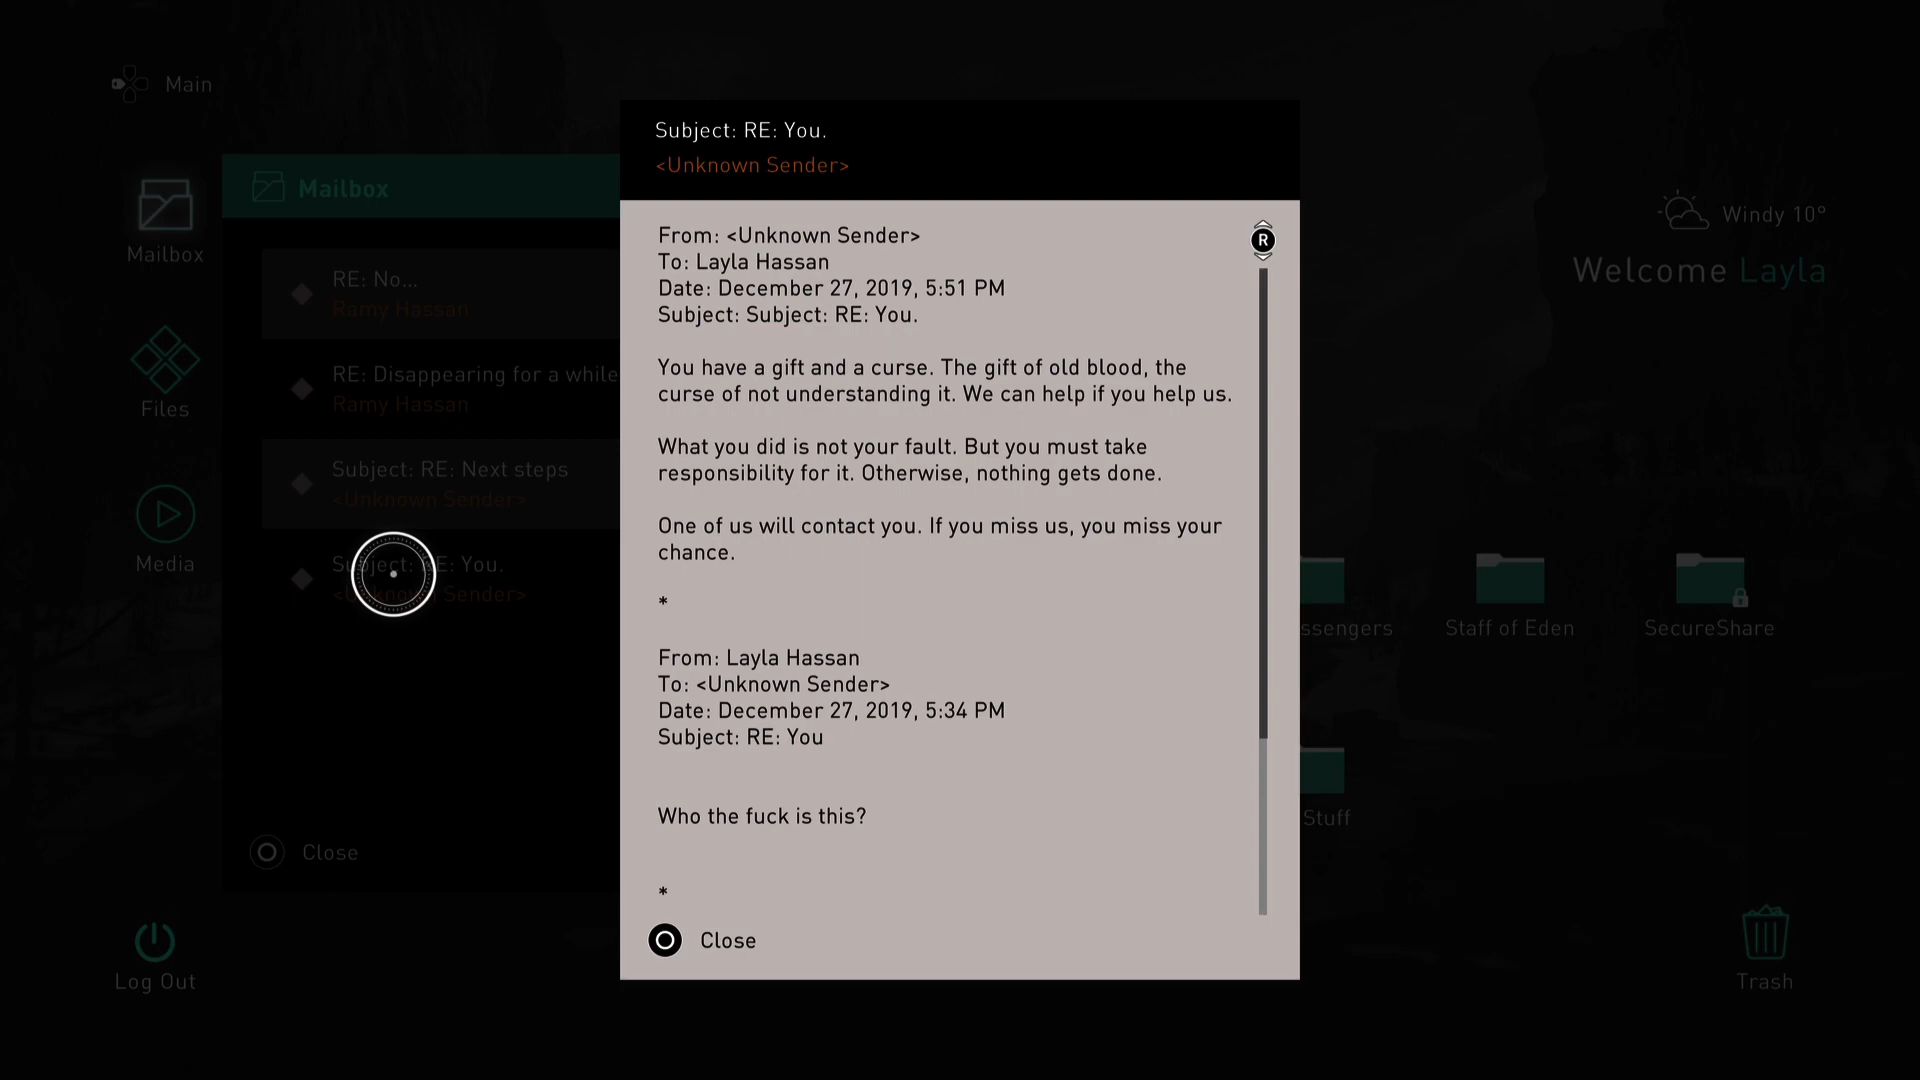 Main
Mailbox
Files
Media
Log Out
Mailbox
RE: No...
Ramy Hassan
RE: Disappearing for a while
Ramy Hassan
Subject: RE: Next steps
<Unknown Sender>
Subject: RE: You.
<Unknown Sender>
Close
Subject: RE: You.
<Unknown Sender>
R
From: <Unknown Sender>
To: Layla Hassan
Date: December 27, 2019, 5:51 PM
Subject: Subject: RE: You.
You have a gift and a curse. The gift of old blood, the
curse of not understanding it. We can help if you help us.
What you did is not your fault. But you must take
responsibility for it. Otherwise, nothing gets done.
One of us will contact you. If you miss us, you miss your
chance.
*
From: Layla Hassan
To: <Unknown Sender>
Date: December 27, 2019, 5:34 PM
Subject: RE: You
Who the fuck is this?
*
Close
Windy 10°
Welcome Layla
ssengers
Staff of Eden
SecureShare
Stuff
Trash